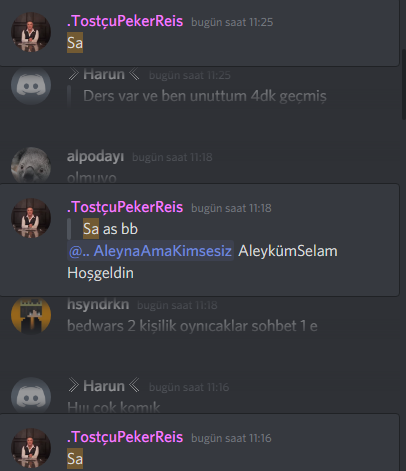 .TostçuPekerReis bugün saat 11:25
Sa
Harun bugün saat 11:25
Ders var ve ben unuttum 4dk geçmiş
alpodayı bugün saat 11:18
olmuyo
.TostçuPekerReis bugün saat 11:18
Sa as bb
@.. AleynaAmaKimsesiz AleykümSelam
Hoşgeldin
hsyndrkn bugün saat 11:18
bedwars 2 kişilik oynıcaklar sohbet 1 e
Harun bugün saat 11:16
Hııı çok komik
.TostçuPekerReis bugün saat 11:16
Sa